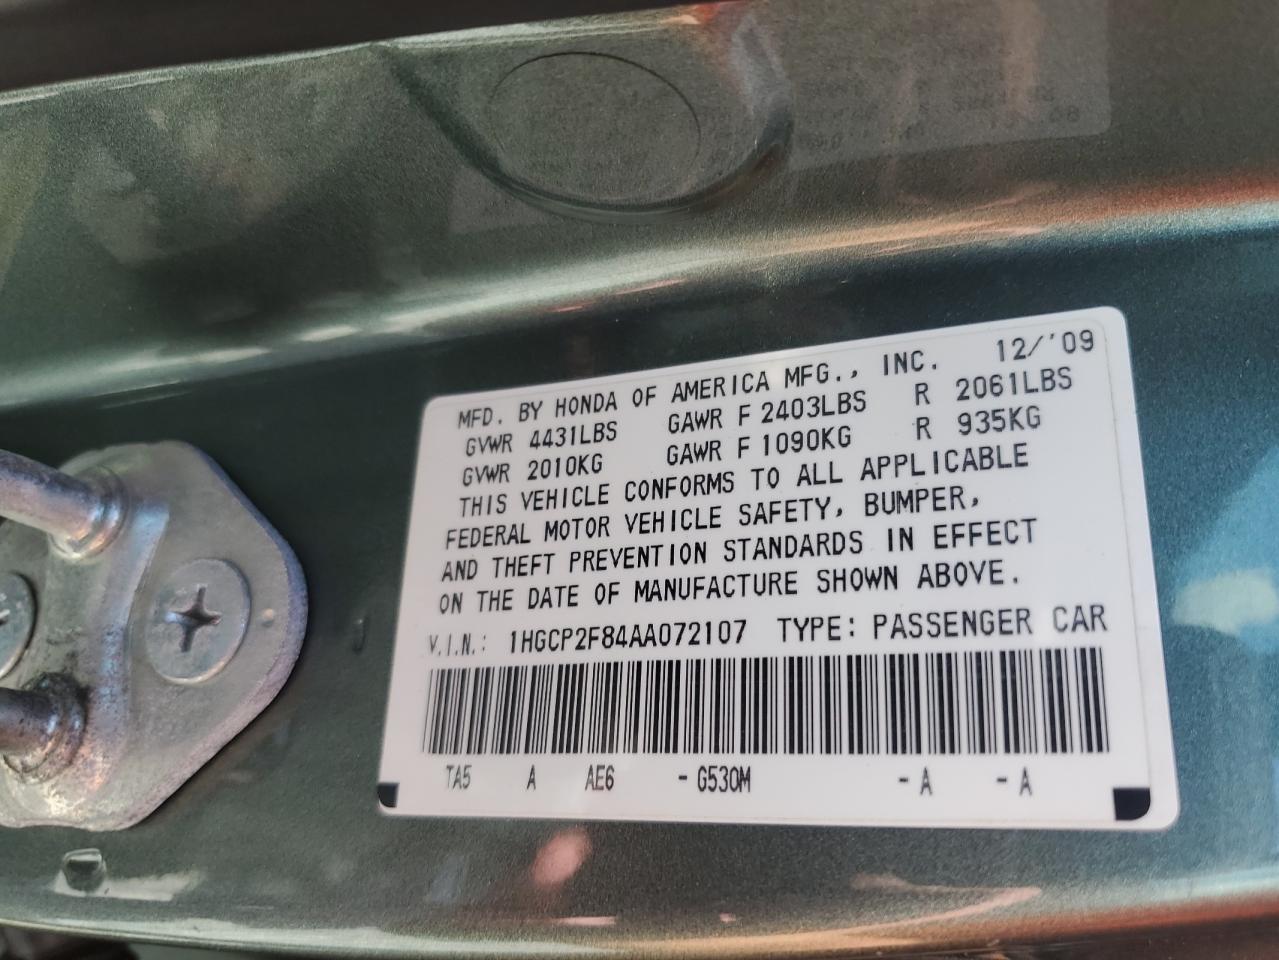 MFD. BY HONDA OF AMERICA MFG., INC. 12/'09
GVWR 4431LBS GAWR F 2403LBS R 2061LBS
GVWR 2010KG GAWR F 1090KG R 935KG
THIS VEHICLE CONFORMS TO ALL APPLICABLE
FEDERAL MOTOR VEHICLE SAFETY, BUMPER,
AND THEFT PREVENTION STANDARDS IN EFFECT
ON THE DATE OF MANUFACTURE SHOWN ABOVE.
V.I.N.: 1HGCP2F84AA072107 TYPE: PASSENGER CAR
TA5 A AE6 - G530M - A - A